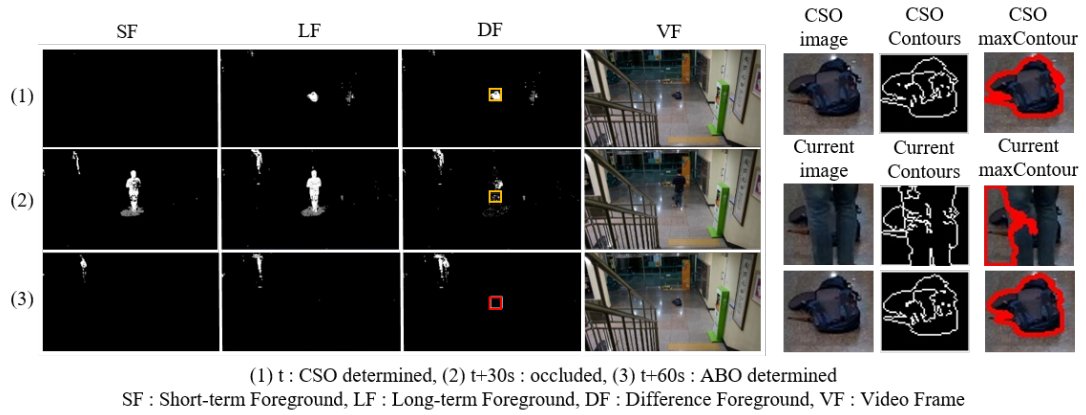 SF LF DF VF
CSO image
CSO Contours
CSO maxContour
(1)
Current image
Current Contours
Current maxContour
(2)
(3)
(1) t : CSO determined, (2) t+30s : occluded, (3) t+60s : ABO determined
SF : Short-term Foreground, LF : Long-term Foreground, DF : Difference Foreground, VF : Video Frame